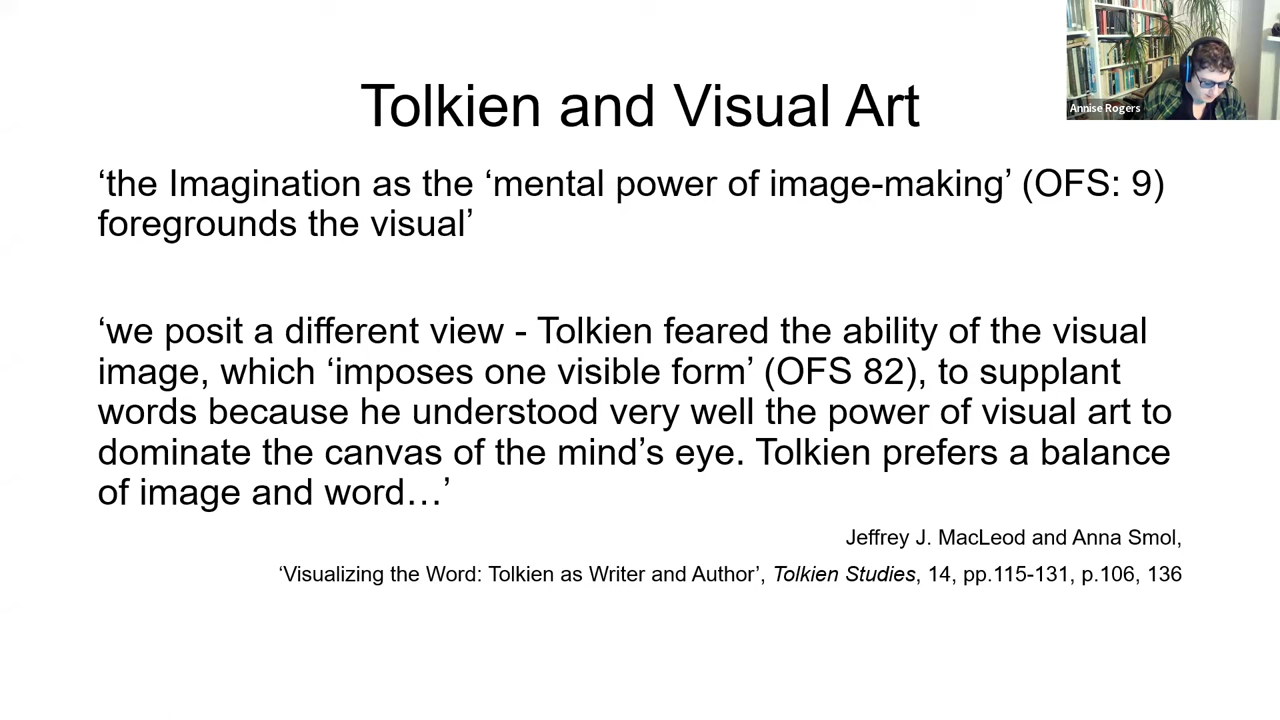 Tolkien and Visual Art
Annise Rogers
‘the Imagination as the ‘mental power of image-making’ (OFS: 9)
foregrounds the visual’
‘we posit a different view - Tolkien feared the ability of the visual
image, which ‘imposes one visible form’ (OFS 82), to supplant
words because he understood very well the power of visual art to
dominate the canvas of the mind’s eye. Tolkien prefers a balance
of image and word…’
Jeffrey J. MacLeod and Anna Smol,
‘Visualizing the Word: Tolkien as Writer and Author’, Tolkien Studies, 14, pp.115-131, p.106, 136